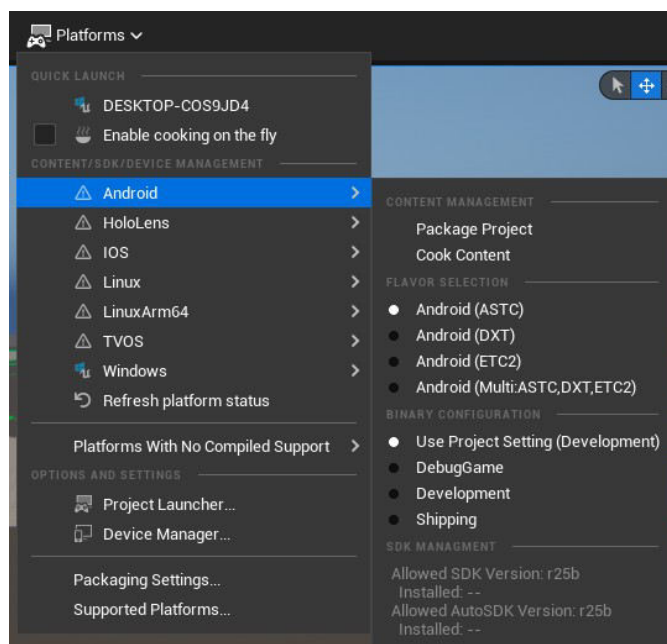 Platforms
QUICK LAUNCH
DESKTOP-COS9JD4
Enable cooking on the fly
CONTENT/SDK/DEVICE MANAGEMENT
Android
HoloLens
IOS
Linux
LinuxArm64
TVOS
Windows
Refresh platform status
Platforms With No Compiled Support
OPTIONS AND SETTINGS
Project Launcher...
Device Manager...
Packaging Settings...
Supported Platforms...
CONTENT MANAGEMENT
Package Project
Cook Content
FLAVOR SELECTION
Android (ASTC)
Android (DXT)
Android (ETC2)
Android (Multi:ASTC,DXT,ETC2)
BINARY CONFIGURATION
Use Project Setting (Development)
DebugGame
Development
Shipping
SDK MANAGMENT
Allowed SDK Version: r25b
Installed: --
Allowed AutoSDK Version: r25b
Installed: --